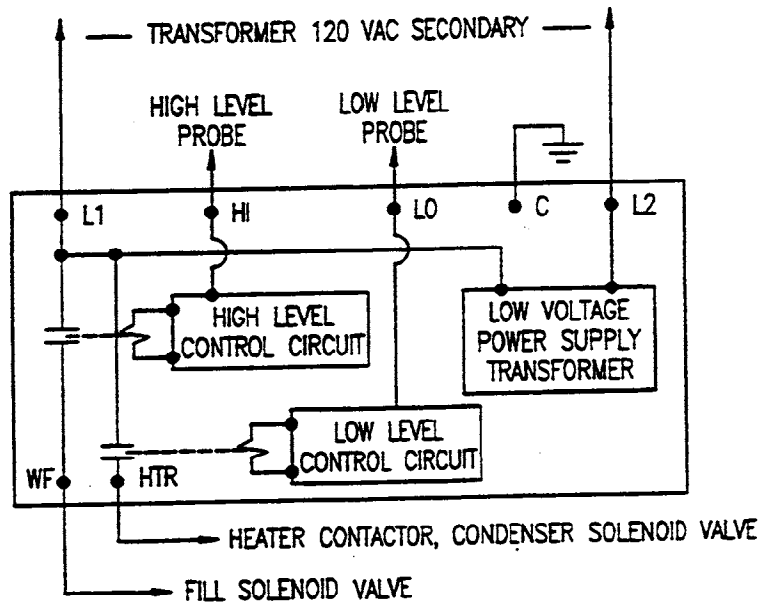 TRANSFORMER 120 VAC SECONDARY
HIGH LEVEL
PROBE
LOW LEVEL
PROBE
L1
HI
LO
C
L2
HIGH LEVEL
CONTROL CIRCUIT
LOW VOLTAGE
POWER SUPPLY
TRANSFORMER
LOW LEVEL
CONTROL CIRCUIT
WF
HTR
HEATER CONTACTOR, CONDENSER SOLENOID VALVE
FILL SOLENOID VALVE